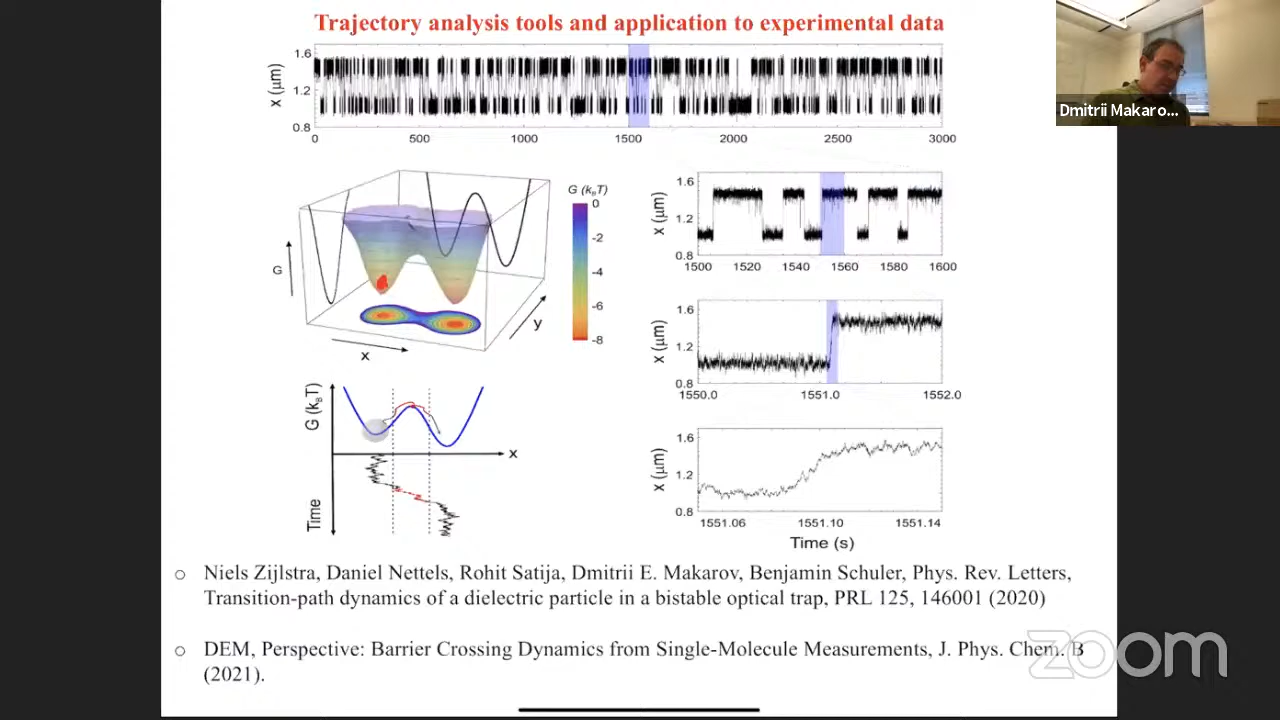 Trajectory analysis tools and application to experimental data
1.6
1.2
0.8
x (μm)
0 500 1000 1500 2000 2500 3000
Dmitrii Makaro...
G
x
y
G (kBT)
0
-2
-4
-6
-8
1.6
1.2
0.8
x (μm)
1500 1520 1540 1560 1580 1600
1.6
1.2
0.8
x (μm)
1550.0 1551.0 1552.0
G (kBT)
x
Time
1.6
1.2
0.8
x (μm)
1551.06 1551.10 1551.14
Time (s)
○ Niels Zijlstra, Daniel Nettels, Rohit Satija, Dmitrii E. Makarov, Benjamin Schuler, Phys. Rev. Letters,
Transition-path dynamics of a dielectric particle in a bistable optical trap, PRL 125, 146001 (2020)
○ DEM, Perspective: Barrier Crossing Dynamics from Single-Molecule Measurements, J. Phys. Chem. B
(2021).
zoom